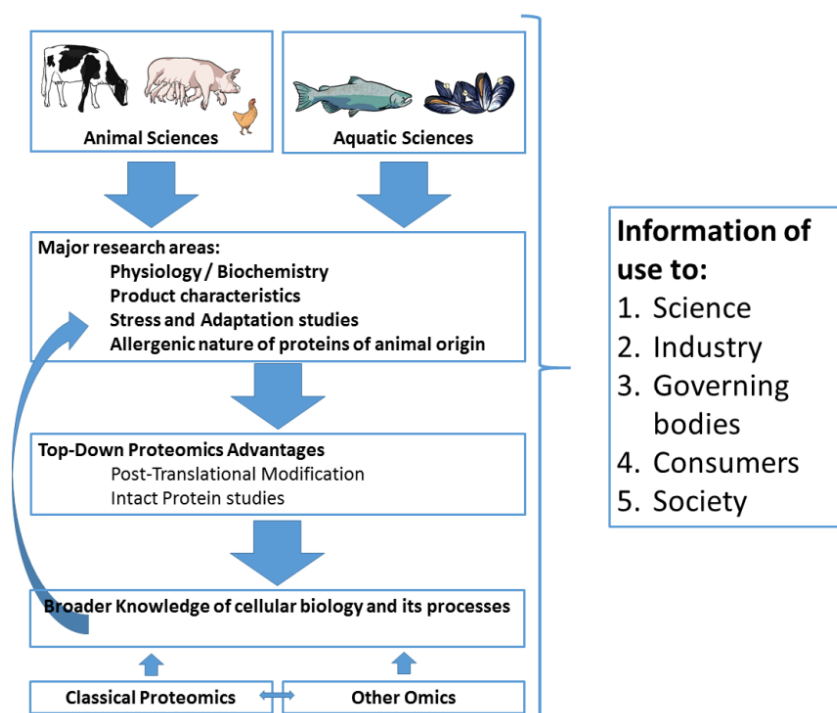 Animal Sciences
Aquatic Sciences
Major research areas:
Physiology / Biochemistry
Product characteristics
Stress and Adaptation studies
Allergenic nature of proteins of animal origin
Top-Down Proteomics Advantages
Post-Translational Modification
Intact Protein studies
Broader Knowledge of cellular biology and its processes
Classical Proteomics
Other Omics
Information of
use to:
1. Science
2. Industry
3. Governing
bodies
4. Consumers
5. Society